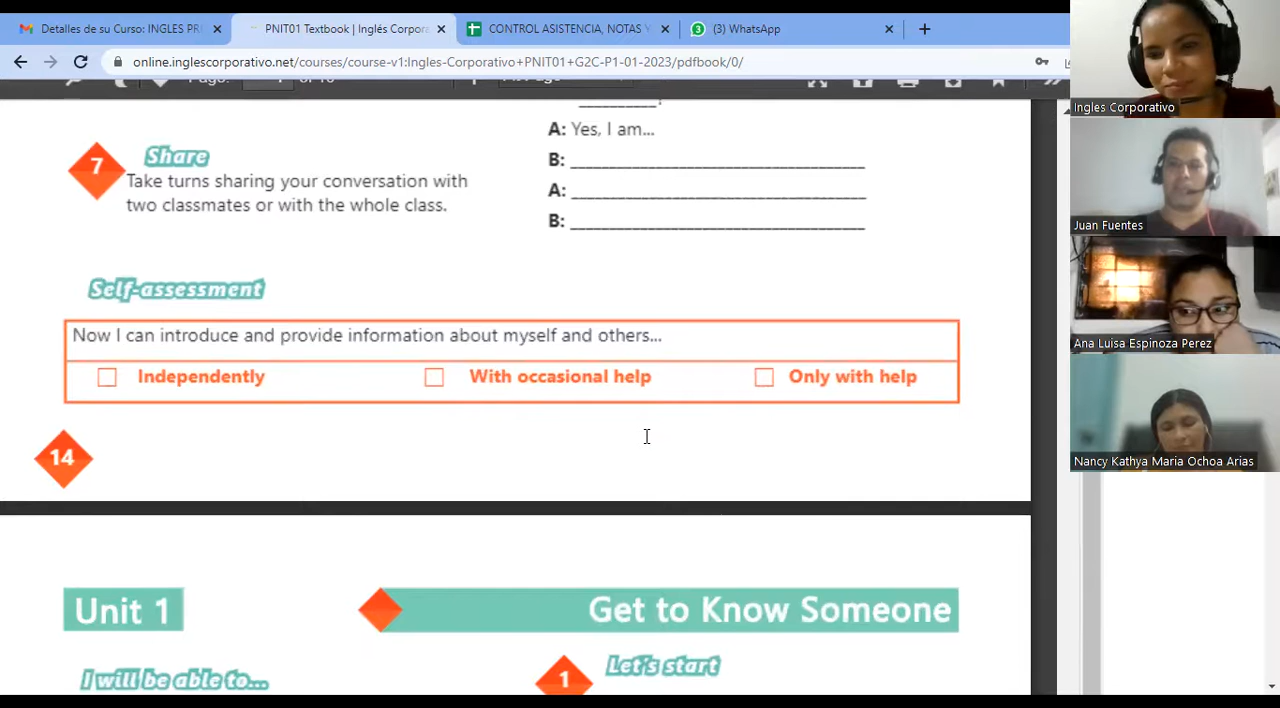 Detalles de su Curso: INGLES PRI
PNIT01 Textbook | Inglés Corpora
CONTROL ASISTENCIA, NOTAS Y
(3) WhatsApp
online.inglescorporativo.net/courses/course-v1:Ingles-Corporativo+PNIT01+G2C-P1-01-2023/pdfbook/0/
A: Yes, I am...
B:
A:
B:
7
Share
Take turns sharing your conversation with
two classmates or with the whole class.
Self-assessment
Now I can introduce and provide information about myself and others...
Independently
With occasional help
Only with help
14
Unit 1
Get to Know Someone
I will be able to...
1
Let's start
Ingles Corporativo
Juan Fuentes
Ana Luisa Espinoza Perez
Nancy Kathya Maria Ochoa Arias